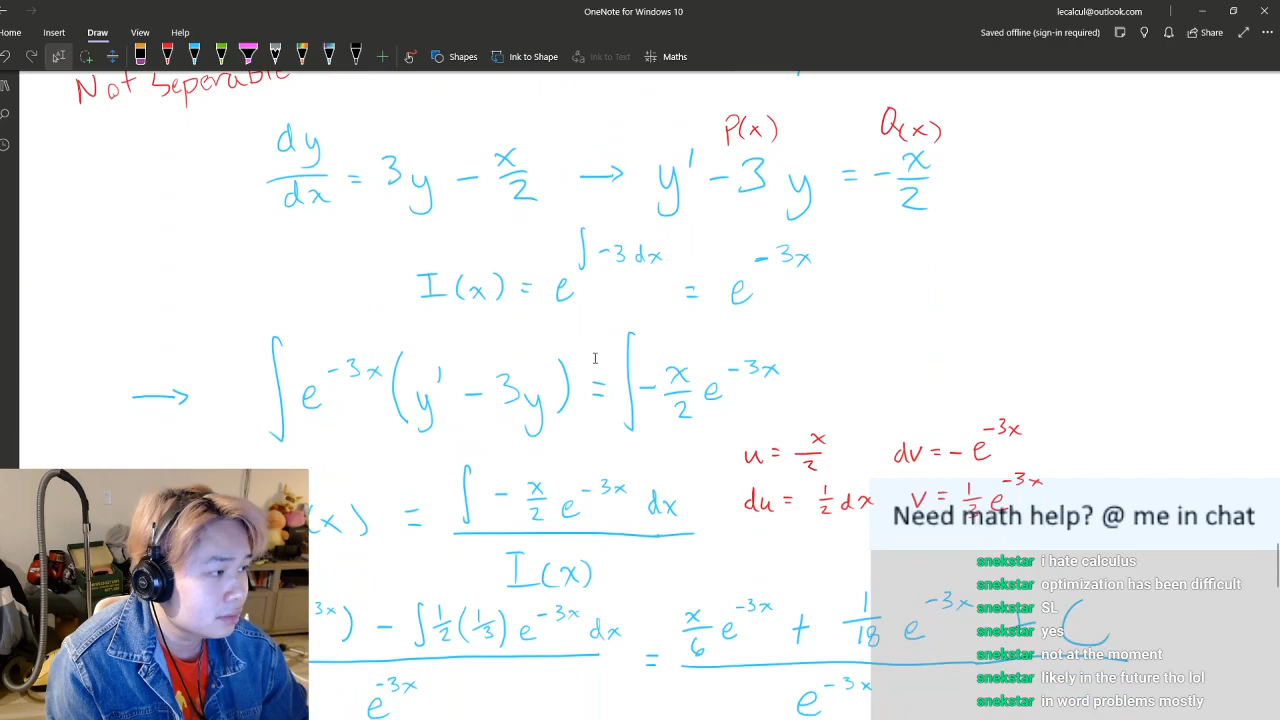 OneNote for Windows 10
lecalcul@outlook.com
Home Insert Draw View Help
Saved offline (sign-in required)
Share
Shapes Ink to Shape Ink to Text Maths
Not Seperable
P(x) Q(x)
dy/dx = 3y - x/2 → y' - 3y = -x/2
I(x) = e^{∫-3dx} = e^{-3x}
→ ∫e^{-3x}(y' - 3y) = ∫-x/2 e^{-3x}
u = x/2 dv = -e^{-3x}
du = 1/2 dx v = 1/3 e^{-3x}
(x) = ∫-x/2 e^{-3x} dx / I(x)
3x) - ∫1/2(1/3)e^{-3x}dx / e^{-3x} = x/6 e^{-3x} + 1/18 e^{-3x} + C / e^{-3x}
Need math help? @ me in chat
snekstar i hate calculus
snekstar optimization has been difficult
snekstar SL
snekstar yes
snekstar not at the moment
snekstar likely in the future tho lol
snekstar in word problems mostly